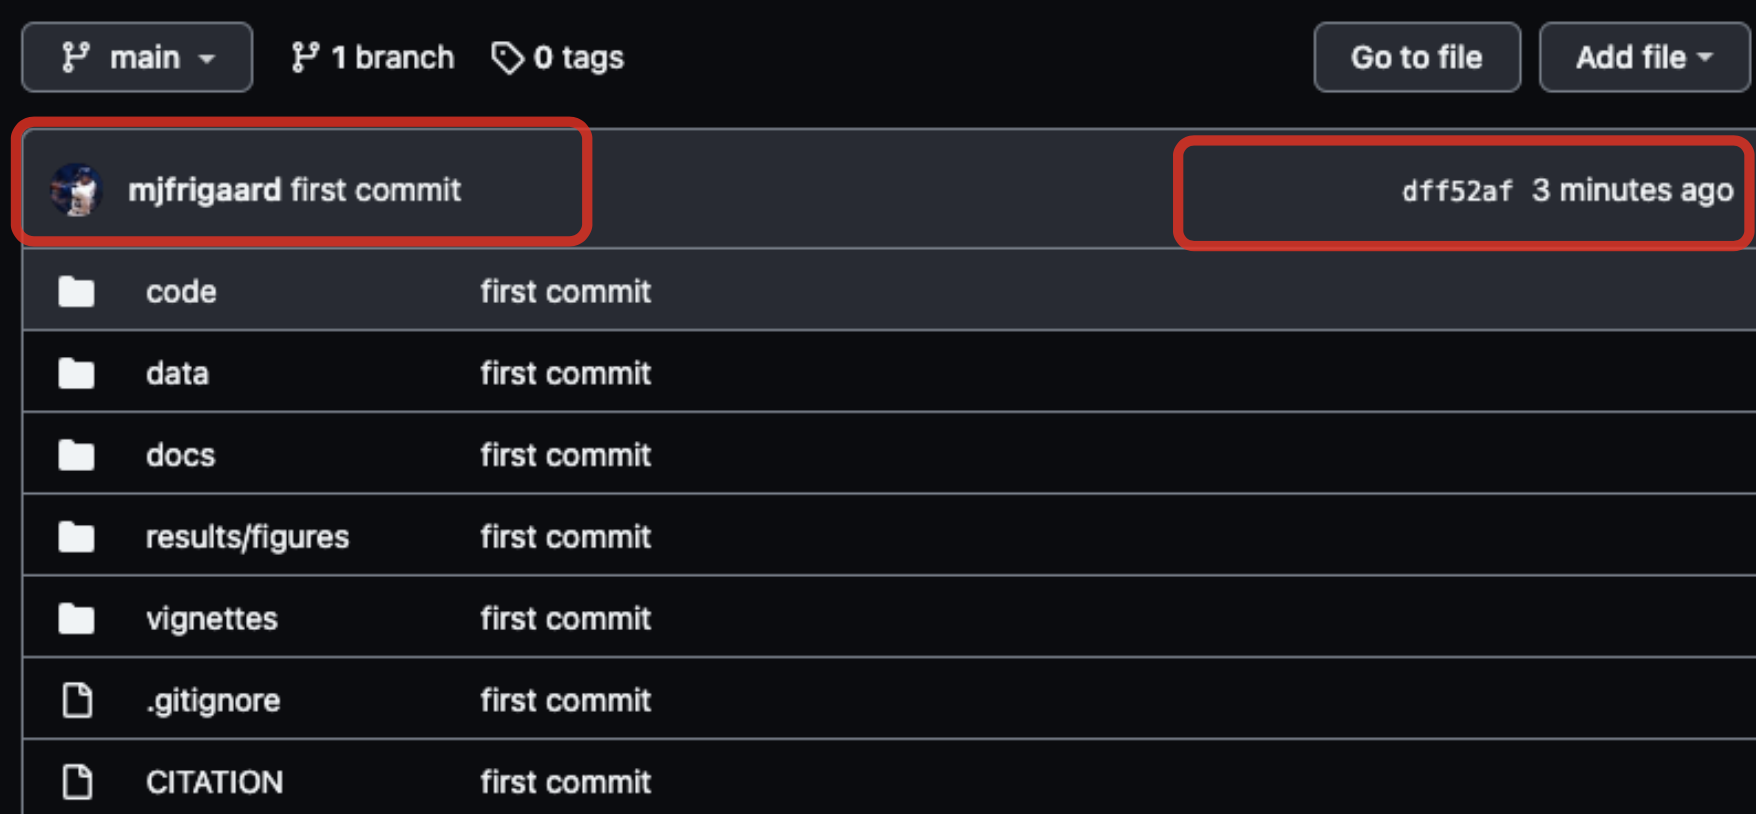 main 1 branch 0 tags Go to file Add file
mjfrigaard first commit dff52af 3 minutes ago
code first commit
data first commit
docs first commit
results/figures first commit
vignettes first commit
.gitignore first commit
CITATION first commit